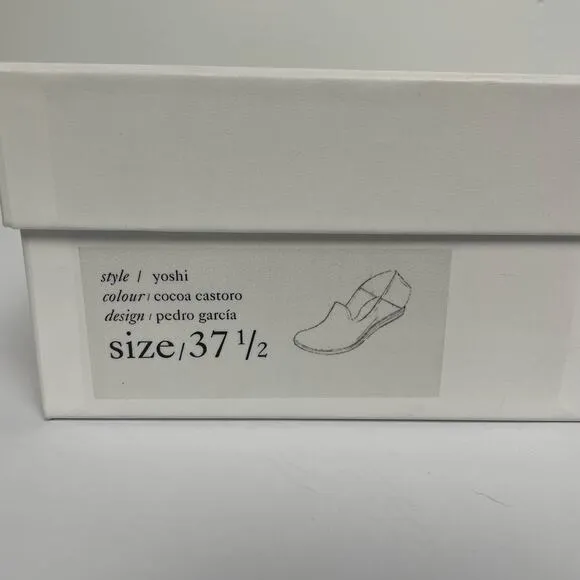 style / yoshi
colour / cocoa castoro
design / pedro garcía
size/37 1/2